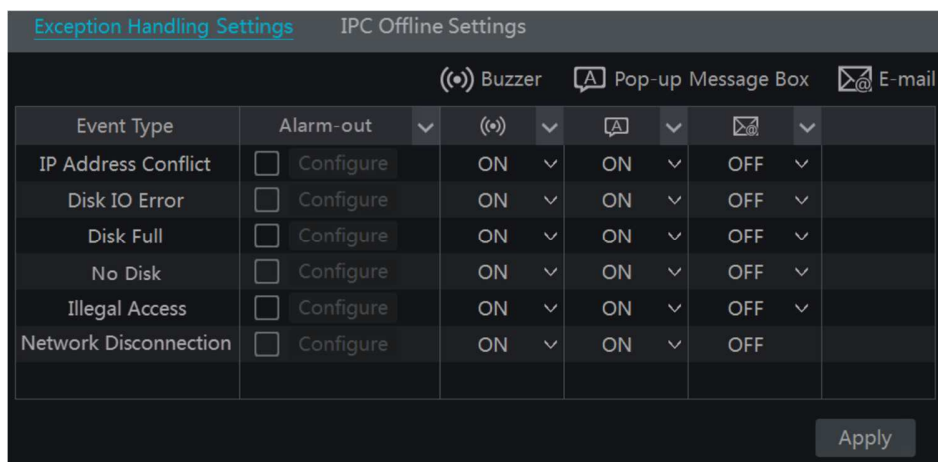 Exception Handling Settings IPC Offline Settings
Buzzer A Pop-up Message Box E-mail
Event Type Alarm-out A
IP Address Conflict Configure ON ON OFF
Disk IO Error Configure ON ON OFF
Disk Full Configure ON ON OFF
No Disk Configure ON ON OFF
Illegal Access Configure ON ON OFF
Network Disconnection Configure ON ON OFF
Apply